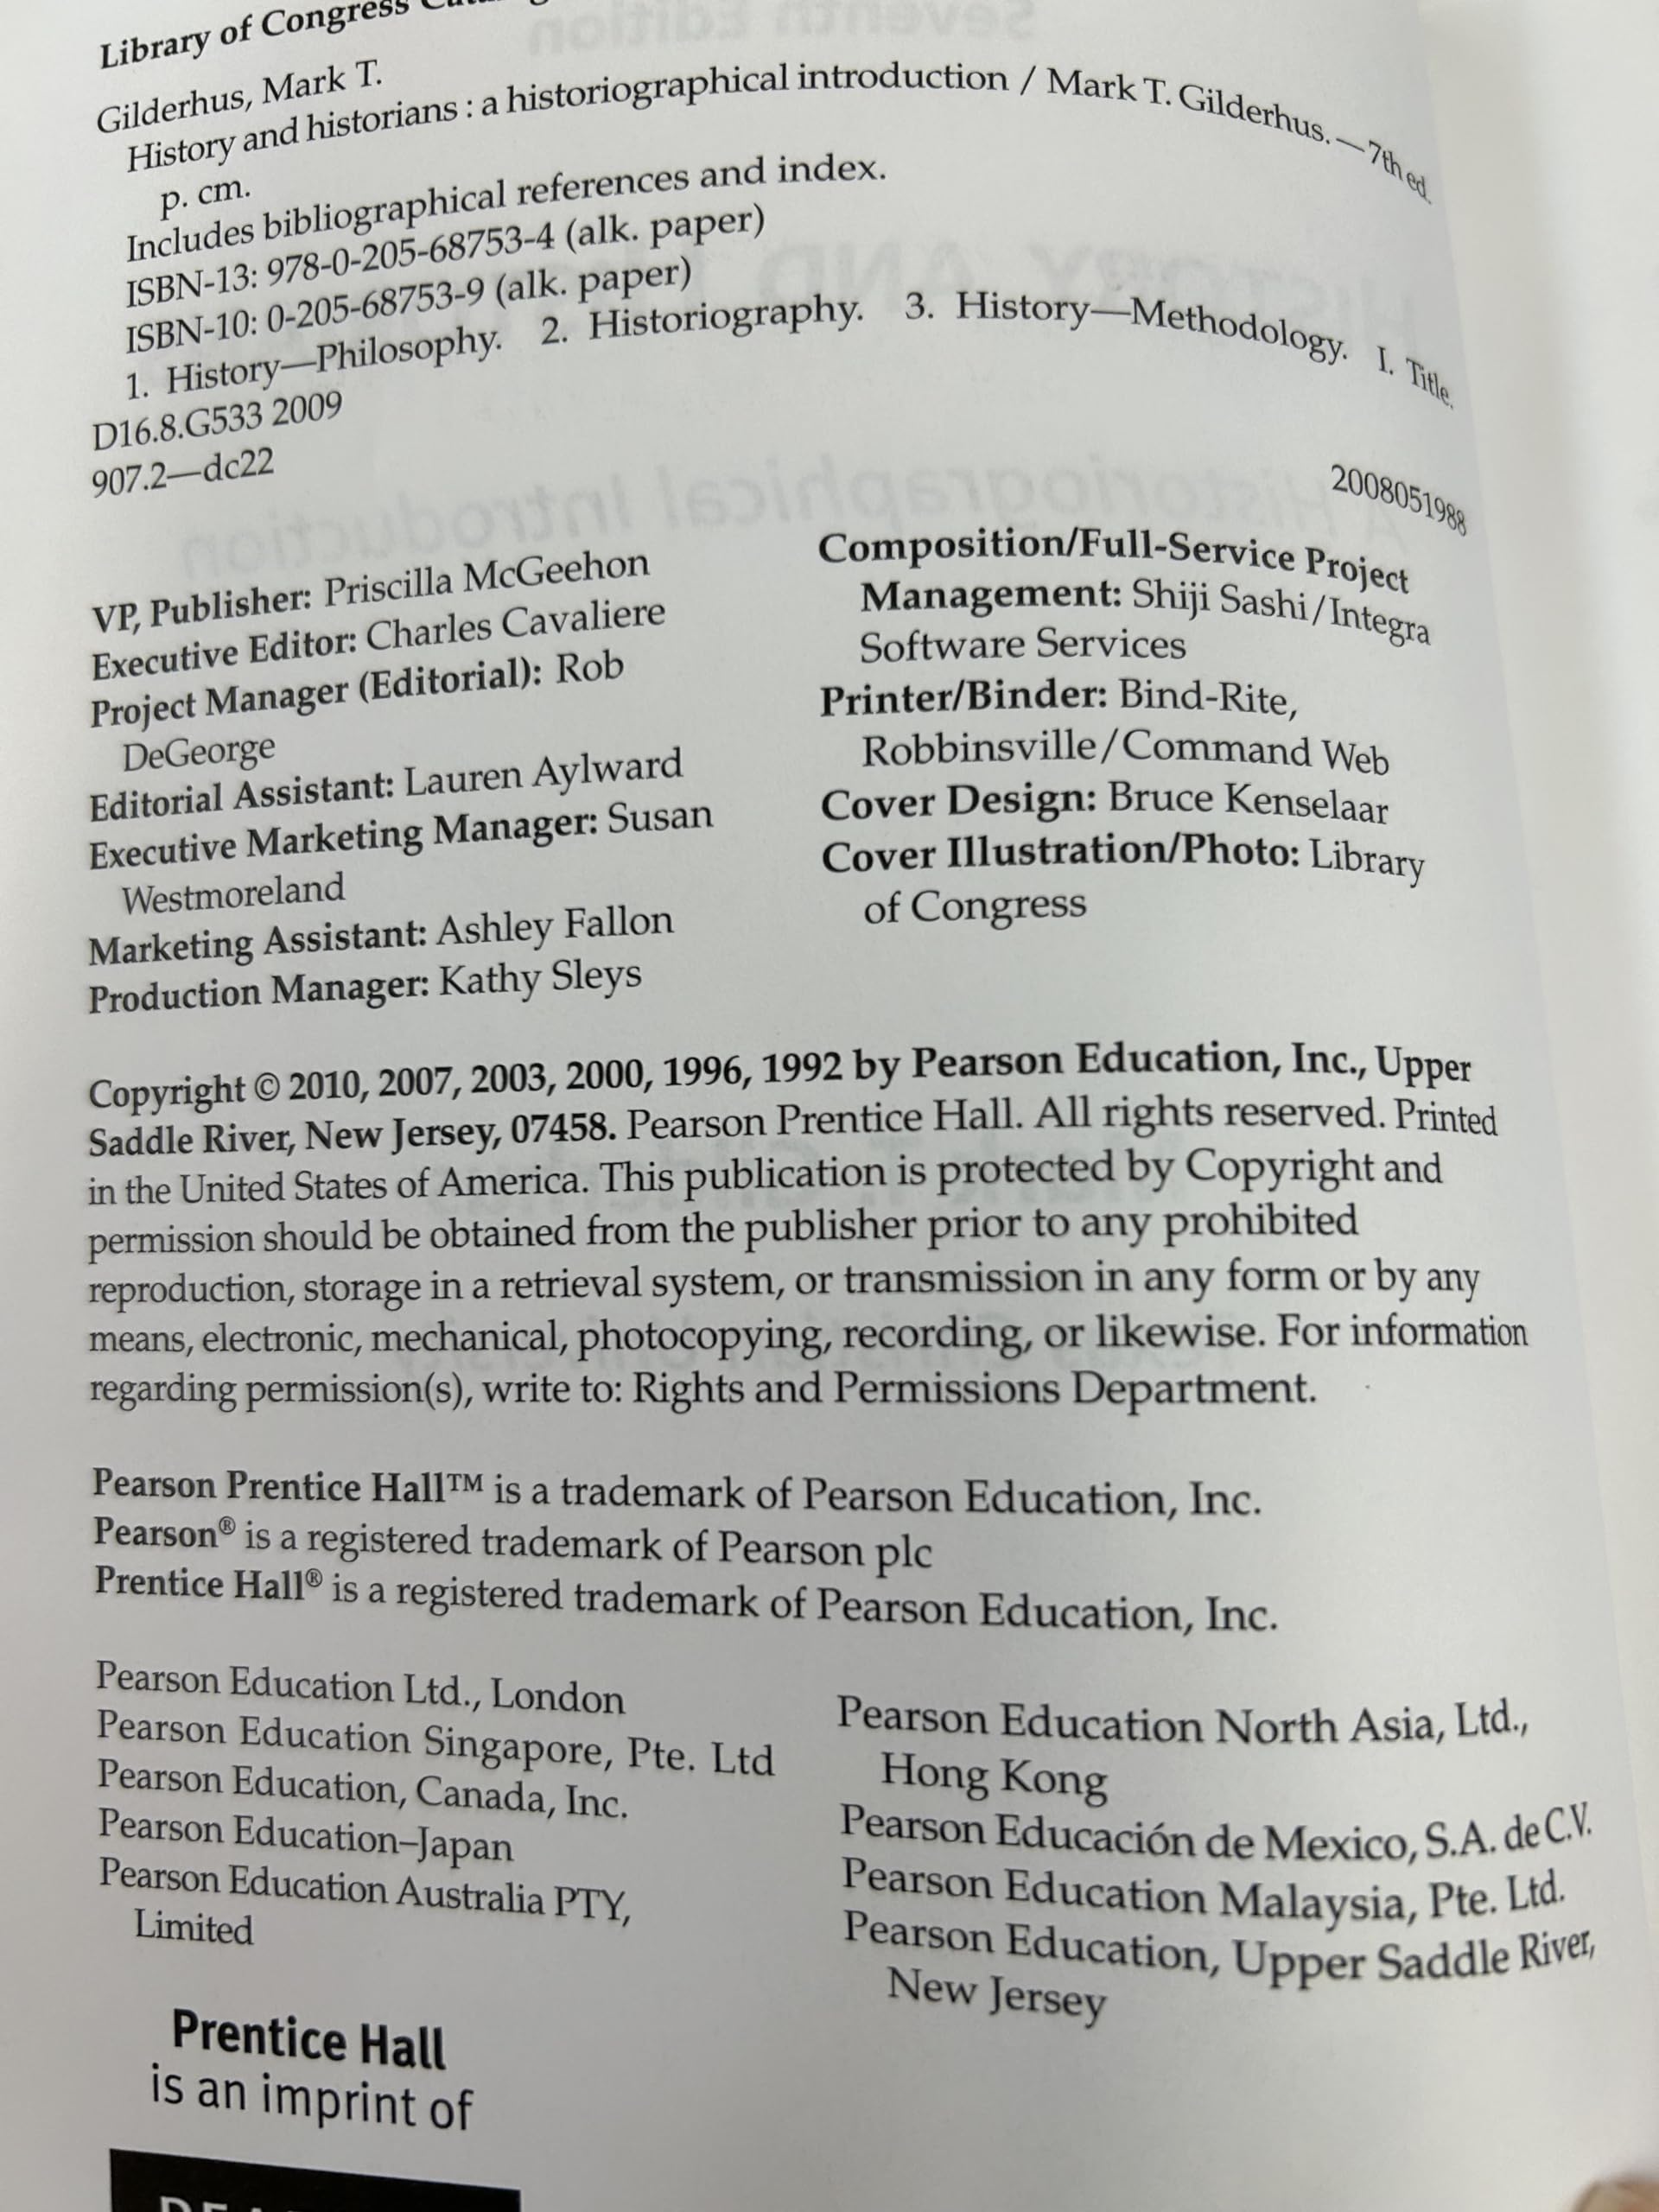 Library of Congress
Gilderhus, Mark T.
History and historians : a historiographical introduction / Mark T. Gilderhus. — 7th ed.
p. cm.
Includes bibliographical references and index.
ISBN-13: 978-0-205-68753-4 (alk. paper)
ISBN-10: 0-205-68753-9 (alk. paper)
1. History—Philosophy. 2. Historiography. 3. History—Methodology. I. Title.
D16.8.G533 2009
907.2—dc22
2008051988
VP, Publisher: Priscilla McGeehon
Executive Editor: Charles Cavaliere
Project Manager (Editorial): Rob
DeGeorge
Editorial Assistant: Lauren Aylward
Executive Marketing Manager: Susan
Westmoreland
Marketing Assistant: Ashley Fallon
Production Manager: Kathy Sleys
Composition/Full-Service Project
Management: Shiji Sashi/Integra
Software Services
Printer/Binder: Bind-Rite,
Robbinsville/Command Web
Cover Design: Bruce Kenselaar
Cover Illustration/Photo: Library
of Congress
Copyright © 2010, 2007, 2003, 2000, 1996, 1992 by Pearson Education, Inc., Upper
Saddle River, New Jersey, 07458. Pearson Prentice Hall. All rights reserved. Printed
in the United States of America. This publication is protected by Copyright and
permission should be obtained from the publisher prior to any prohibited
reproduction, storage in a retrieval system, or transmission in any form or by any
means, electronic, mechanical, photocopying, recording, or likewise. For information
regarding permission(s), write to: Rights and Permissions Department.
Pearson Prentice Hall™ is a trademark of Pearson Education, Inc.
Pearson® is a registered trademark of Pearson plc
Prentice Hall® is a registered trademark of Pearson Education, Inc.
Pearson Education Ltd., London
Pearson Education Singapore, Pte. Ltd
Pearson Education, Canada, Inc.
Pearson Education–Japan
Pearson Education Australia PTY,
Limited
Pearson Education North Asia, Ltd.,
Hong Kong
Pearson Educación de Mexico, S.A. de C.V.
Pearson Education Malaysia, Pte. Ltd.
Pearson Education, Upper Saddle River,
New Jersey
Prentice Hall
is an imprint of